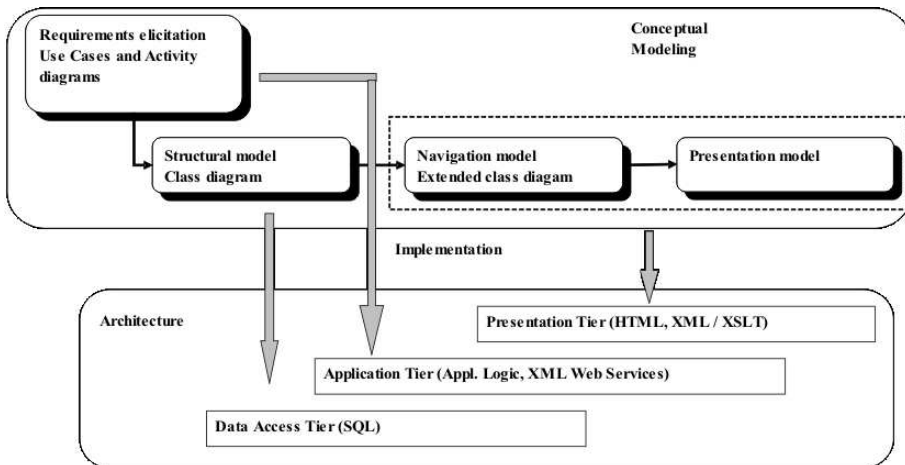 Requirements elicitation
Use Cases and Activity
diagrams
Conceptual
Modeling
Structural model
Class diagram
Navigation model
Extended class diagam
Presentation model
Implementation
Architecture
Presentation Tier (HTML, XML / XSLT)
Application Tier (Appl. Logic, XML Web Services)
Data Access Tier (SQL)